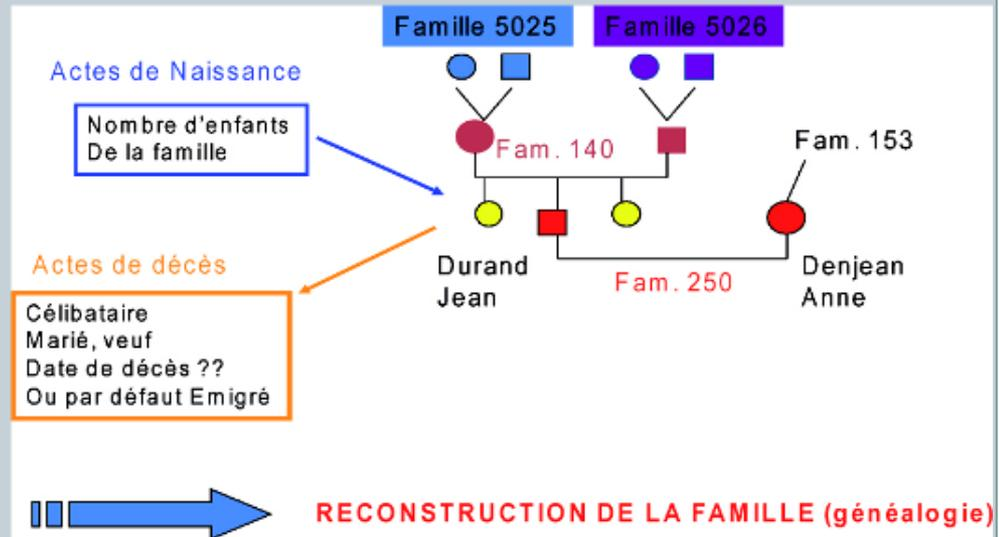 Famille 5025
Famille 5026
Actes de Naissance
Nombre d'enfants
De la famille
Fam. 140
Fam. 153
Actes de décès
Durand
Jean
Fam. 250
Denjean
Anne
Célibataire
Marié, veuf
Date de décès ??
Ou par défaut Emigré
RECONSTRUCTION DE LA FAMILLE (généalogie)